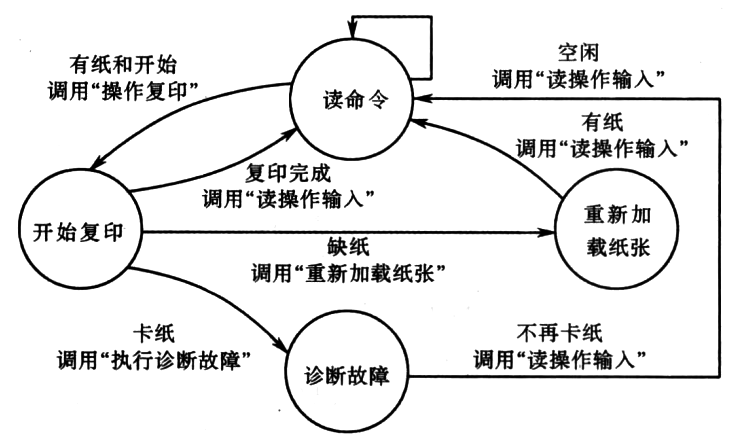 有纸和开始
调用“操作复印”
读命令
空闲
调用“读操作输入”
有纸
调用“读操作输入”
复印完成
调用“读操作输入”
开始复印
重新加
载纸张
缺纸
调用“重新加载纸张”
卡纸
调用“执行诊断故障”
诊断故障
不再卡纸
调用“读操作输入”